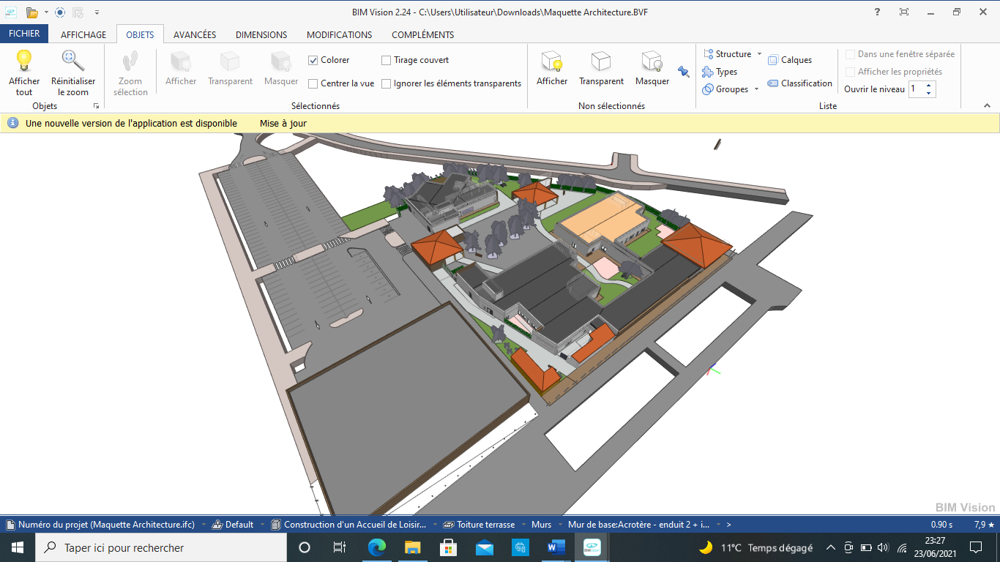 BIM Vision 2.24 - C:\Users\Utilisateur\Downloads\Maquette Architecture.BVF
FICHIER AFFICHAGE OBJETS AVANCÉES DIMENSIONS MODIFICATIONS COMPLÉMENTS
Afficher tout
Réinitialiser le zoom
Objets
Zoom sélection
Afficher
Transparent
Masquer
Colorer
Centrer la vue
Tirage couvert
Ignorer les éléments transparents
Sélectionnés
Afficher
Transparent
Masquer
Non sélectionnés
Structure
Types
Groupes
Calques
Classification
Dans une fenêtre séparée
Afficher les propriétés
Ouvrir le niveau 1
Liste
Une nouvelle version de l'application est disponible Mise à jour
BIM Vision
Numéro du projet (Maquette Architecture.ifc) Default Construction d'un Accueil de Loisir... Toiture terrasse Murs Mur de base:Acrotère - enduit 2 + i... > 0.90 s 7,9 ★
Taper ici pour rechercher
11°C Temps dégagé
23:27
23/06/2021